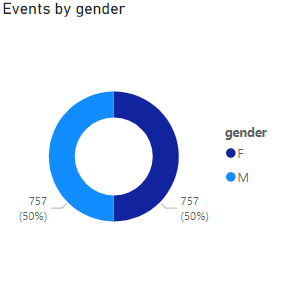 Events by gender
gender
F
M
757
(50%)
757
(50%)